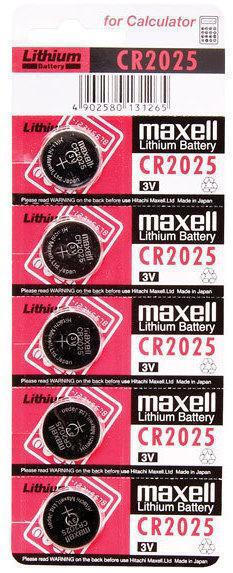 for Calculator
Lithium
Battery
CR2025
4 902580 131265
maxell
Lithium Battery
CR2025
3V
Please read WARNING on the back before use Hitachi Maxell,Ltd. Made in Japan
Lithium
maxell
Lithium Battery
CR2025
3V
Please read WARNING on the back before use Hitachi Maxell,Ltd. Made in Japan
Lithium
maxell
Lithium Battery
CR2025
3V
Please read WARNING on the back before use Hitachi Maxell,Ltd. Made in Japan
Lithium
maxell
Lithium Battery
CR2025
3V
Please read WARNING on the back before use Hitachi Maxell,Ltd. Made in Japan
Lithium
maxell
Lithium Battery
CR2025
3V
Please read WARNING on the back before use Hitachi Maxell,Ltd. Made in Japan